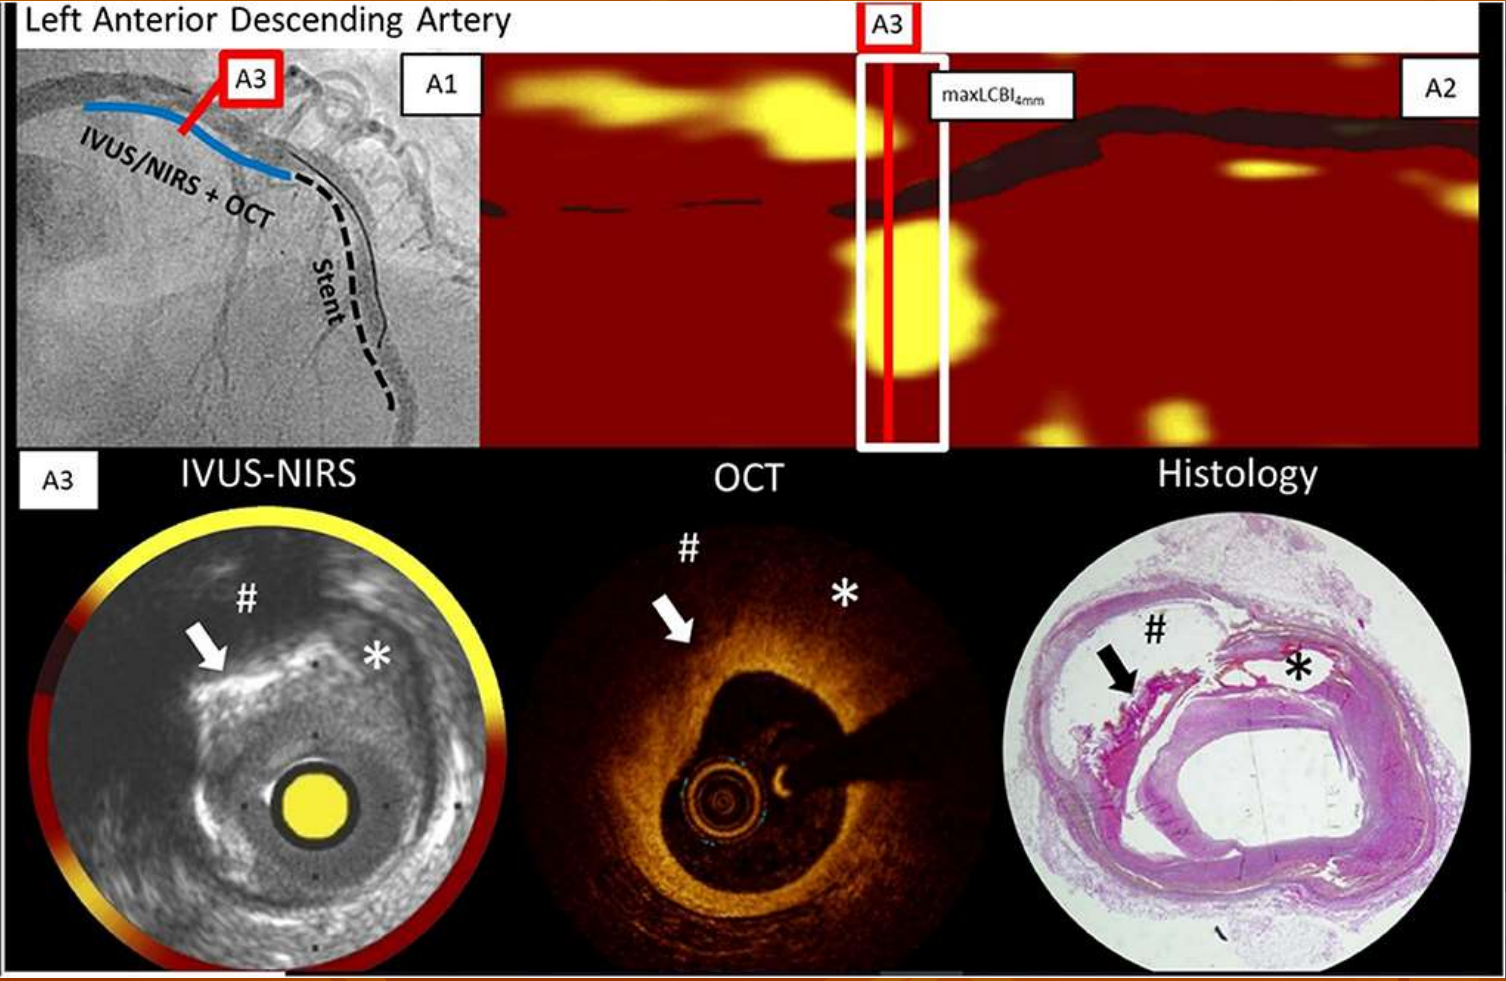 Left Anterior Descending Artery
A3
A3
A1
maxLCBI4mm
A2
IVUS/NIRS + OCT
Stent
A3
IVUS-NIRS
OCT
Histology
#
*
#
*
#
*